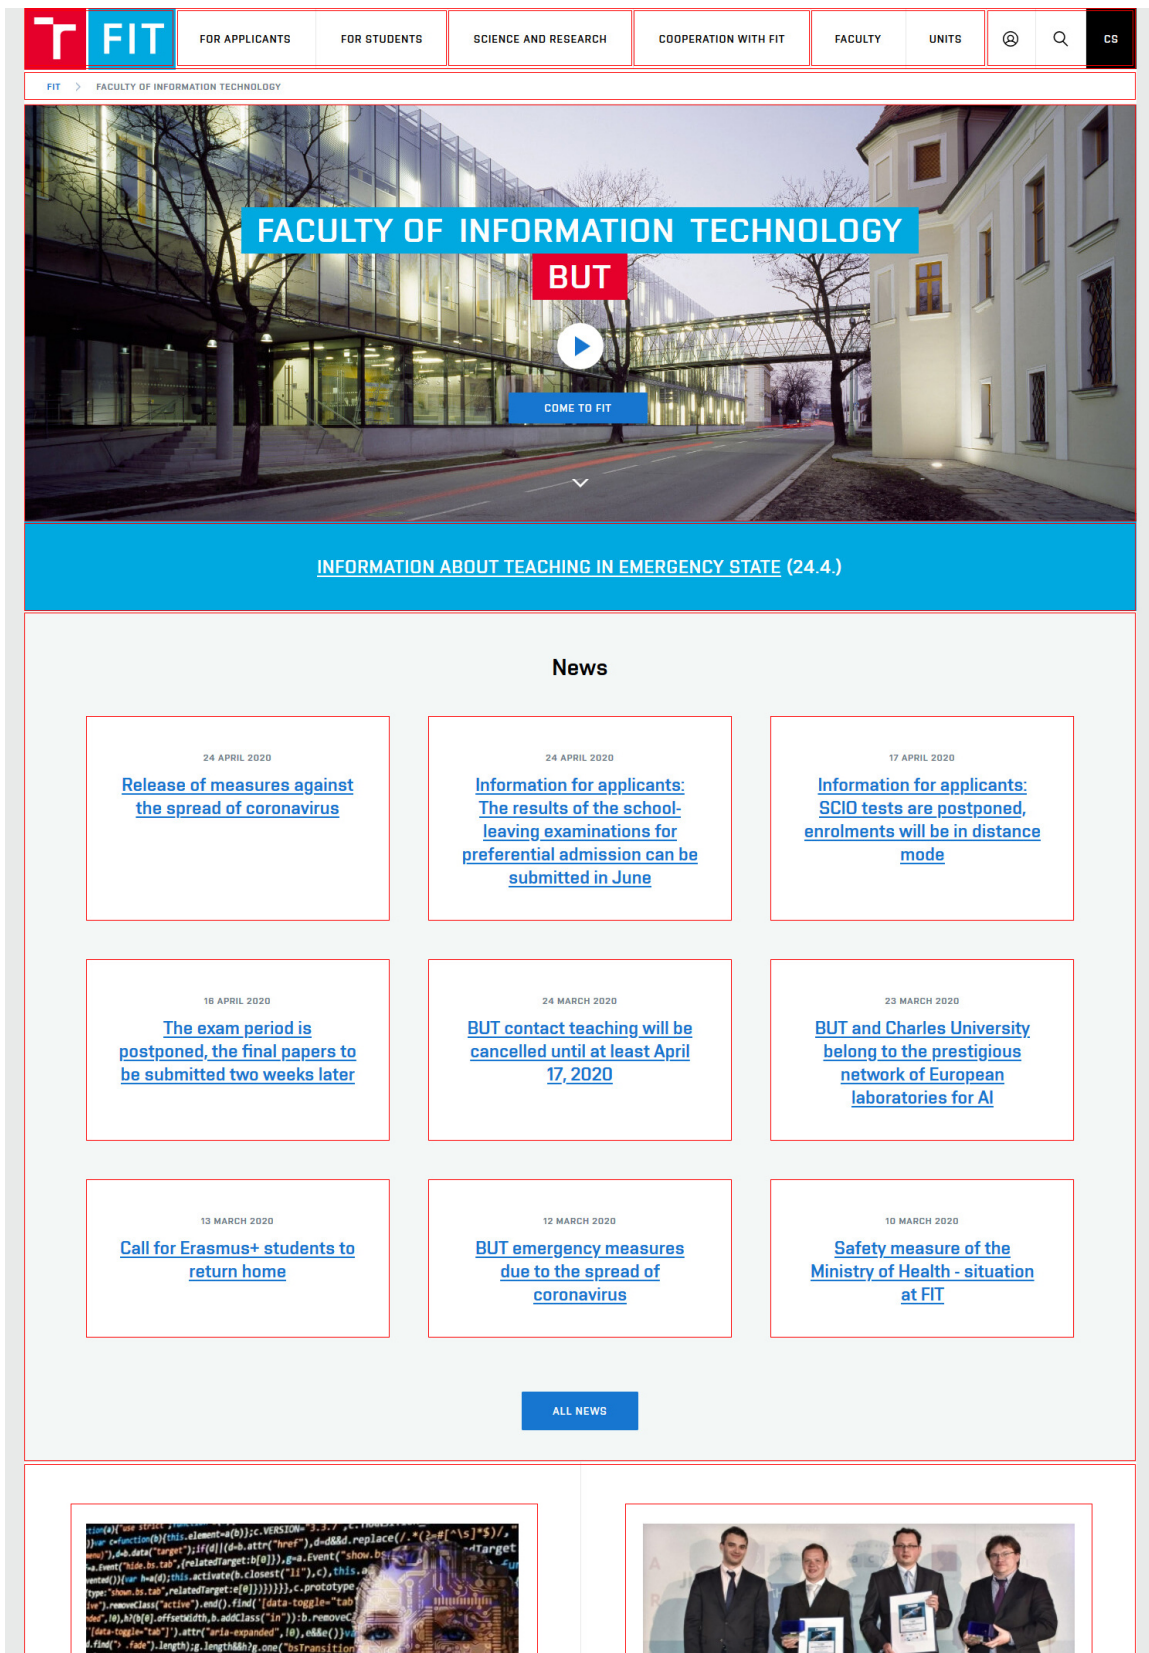 FIT
FOR APPLICANTS
FOR STUDENTS
SCIENCE AND RESEARCH
COOPERATION WITH FIT
FACULTY
UNITS
CS
FIT
FACULTY OF INFORMATION TECHNOLOGY
FACULTY OF INFORMATION TECHNOLOGY
BUT
COME TO FIT
INFORMATION ABOUT TEACHING IN EMERGENCY STATE (24.4.)
News
24 APRIL 2020
Release of measures against
the spread of coronavirus
24 APRIL 2020
Information for applicants:
The results of the school-
leaving examinations for
preferential admission can be
submitted in June
17 APRIL 2020
Information for applicants:
SCIO tests are postponed,
enrolments will be in distance
mode
16 APRIL 2020
The exam period is
postponed, the final papers to
be submitted two weeks later
24 MARCH 2020
BUT contact teaching will be
cancelled until at least April
17, 2020
23 MARCH 2020
BUT and Charles University
belong to the prestigious
network of European
laboratories for AI
13 MARCH 2020
Call for Erasmus+ students to
return home
12 MARCH 2020
BUT emergency measures
due to the spread of
coronavirus
10 MARCH 2020
Safety measure of the
Ministry of Health - situation
at FIT
ALL NEWS